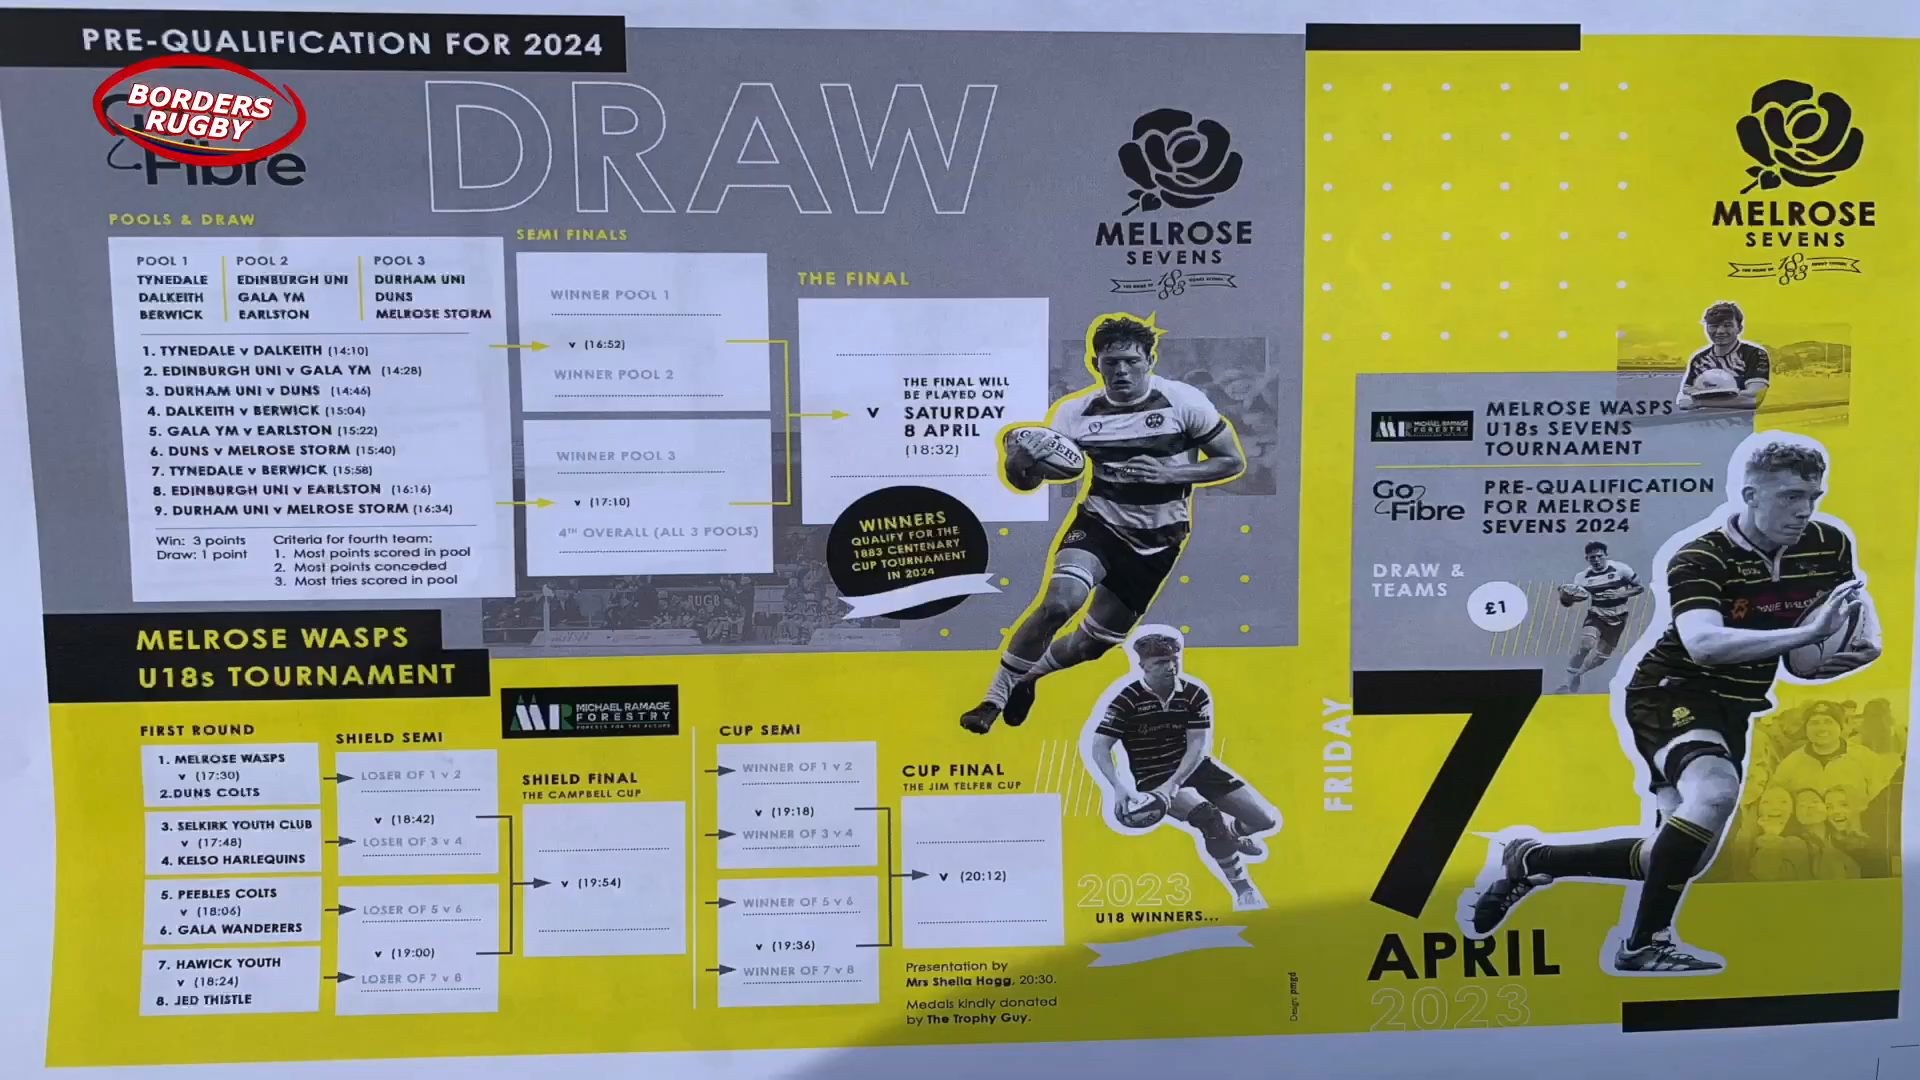 PRE-QUALIFICATION FOR 2024
BORDERS
RUGBY
Fibre
DRAW
MELROSE
SEVENS
1883
POOLS & DRAW
POOL 1
TYNEDALE
DALKEITH
BERWICK
POOL 2
EDINBURGH UNI
GALA YM
EARLSTON
POOL 3
DURHAM UNI
DUNS
MELROSE STORM
1. TYNEDALE v DALKEITH (14:10)
2. EDINBURGH UNI v GALA YM (14:28)
3. DURHAM UNI v DUNS (14:46)
4. DALKEITH v BERWICK (15:04)
5. GALA YM v EARLSTON (15:22)
6. DUNS v MELROSE STORM (15:40)
7. TYNEDALE v BERWICK (15:58)
8. EDINBURGH UNI v EARLSTON (16:16)
9. DURHAM UNI v MELROSE STORM (16:34)
Win: 3 points
Draw: 1 point
Criteria for fourth team:
1. Most points scored in pool
2. Most points conceded
3. Most tries scored in pool
SEMI FINALS
WINNER POOL 1
v (16:52)
WINNER POOL 2
WINNER POOL 3
v (17:10)
4TH OVERALL (ALL 3 POOLS)
THE FINAL
v
THE FINAL WILL
BE PLAYED ON
SATURDAY
8 APRIL
(18:32)
GILBERT
WINNERS
QUALIFY FOR THE
1883 CENTENARY
CUP TOURNAMENT
IN 2024
MELROSE WASPS
U18s TOURNAMENT
MICHAEL RAMAGE
FORESTRY
FORESTS FOR THE FUTURE
FIRST ROUND
1. MELROSE WASPS
v (17:30)
2.DUNS COLTS
3. SELKIRK YOUTH CLUB
v (17:48)
4. KELSO HARLEQUINS
5. PEEBLES COLTS
v (18:06)
6. GALA WANDERERS
7. HAWICK YOUTH
v (18:24)
8. JED THISTLE
SHIELD SEMI
LOSER OF 1 v 2
v (18:42)
LOSER OF 3 v 4
LOSER OF 5 v 6
v (19:00)
LOSER OF 7 v 8
SHIELD FINAL
THE CAMPBELL CUP
v (19:54)
CUP SEMI
WINNER OF 1 v 2
v (19:18)
WINNER OF 3 v 4
WINNER OF 5 v 6
v (19:36)
WINNER OF 7 v 8
CUP FINAL
THE JIM TELFER CUP
v (20:12)
Presentation by
Mrs Sheila Hogg, 20:30.
Medals kindly donated
by The Trophy Guy.
2023
U18 WINNERS...
Design: pmgd
MELROSE
SEVENS
1883
MICHAEL RAMAGE
FORESTRY
MELROSE WASPS
U18s SEVENS
TOURNAMENT
Go
Fibre
PRE-QUALIFICATION
FOR MELROSE
SEVENS 2024
DRAW &
TEAMS
£1
FRIDAY
7
APRIL
2023